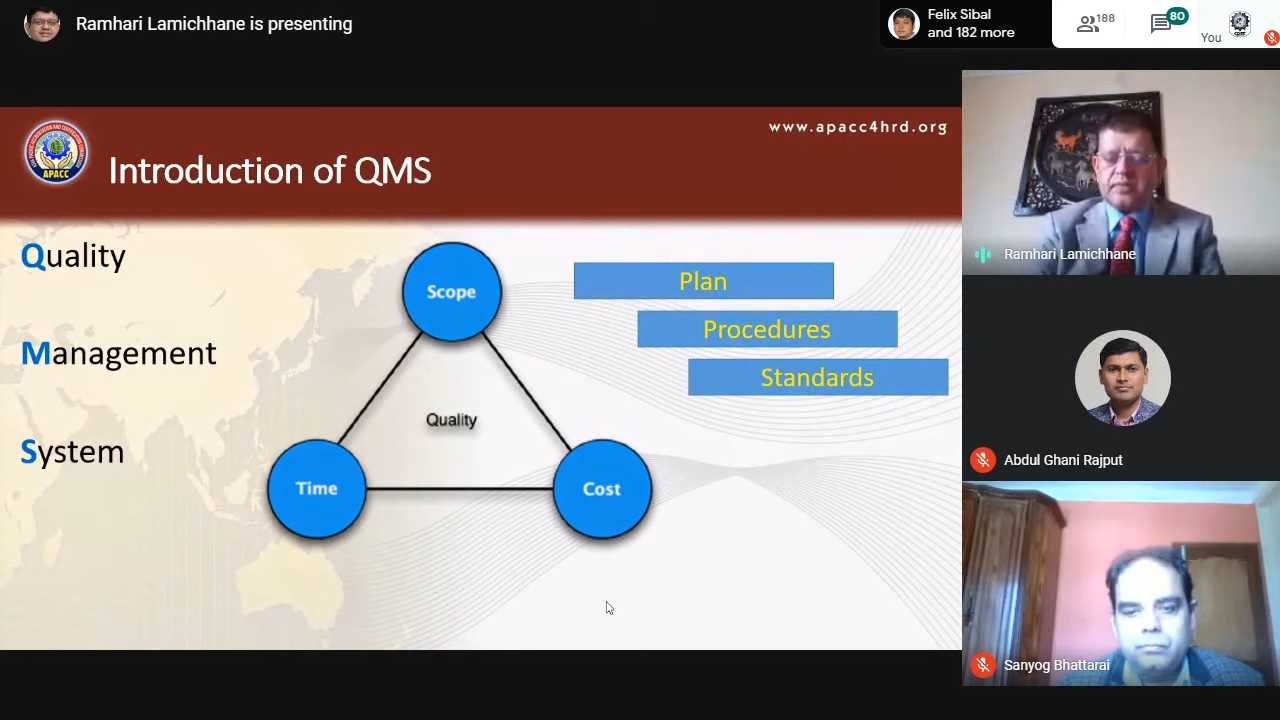 Ramhari Lamichhane is presenting
Felix Sibal
and 182 more
188
80
You
www.apacc4hrd.org
APACC
Introduction of QMS
Quality
Management
System
Scope
Quality
Time
Cost
Plan
Procedures
Standards
Ramhari Lamichhane
Abdul Ghani Rajput
Sanyog Bhattarai